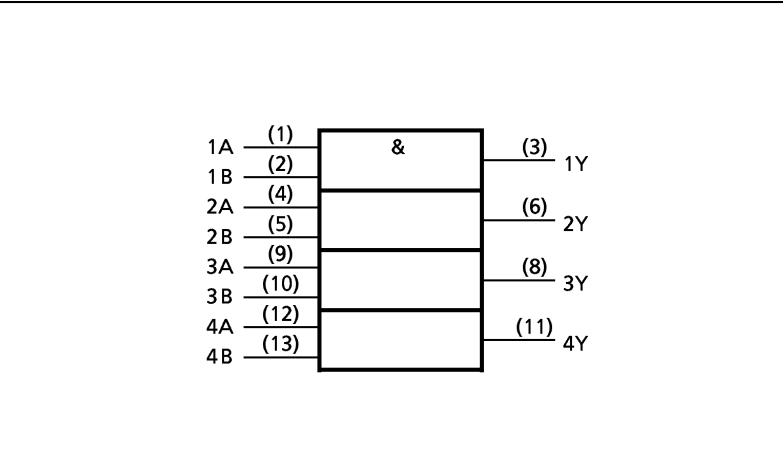 1A (1) & (3) 1Y
1B (2)
2A (4) (6) 2Y
2B (5)
3A (9) (8) 3Y
3B (10)
4A (12) (11) 4Y
4B (13)